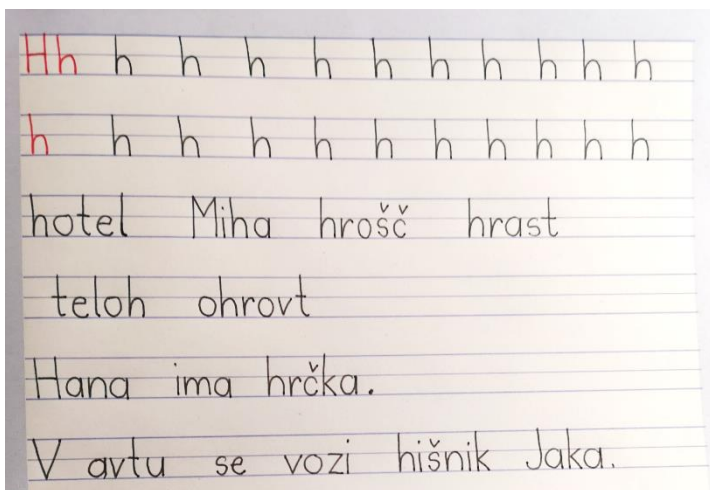 Hh h h h h h h h h h h
h h h h h h h h h h h
hotel Miha hrošč hrast
teloh ohrovt
Hana ima hrčka.
V avtu se vozi hišnik Jaka.